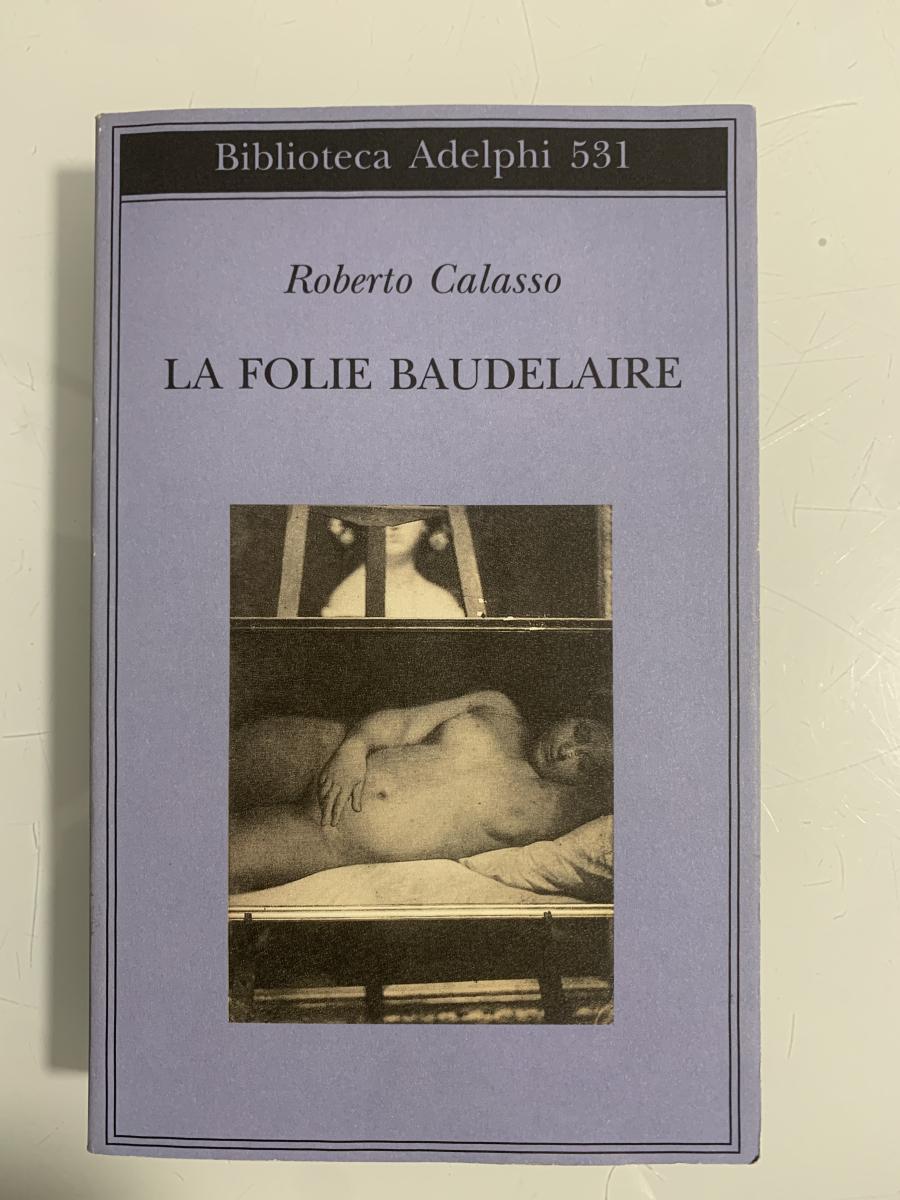 Biblioteca Adelphi 531
Roberto Calasso
LA FOLIE BAUDELAIRE